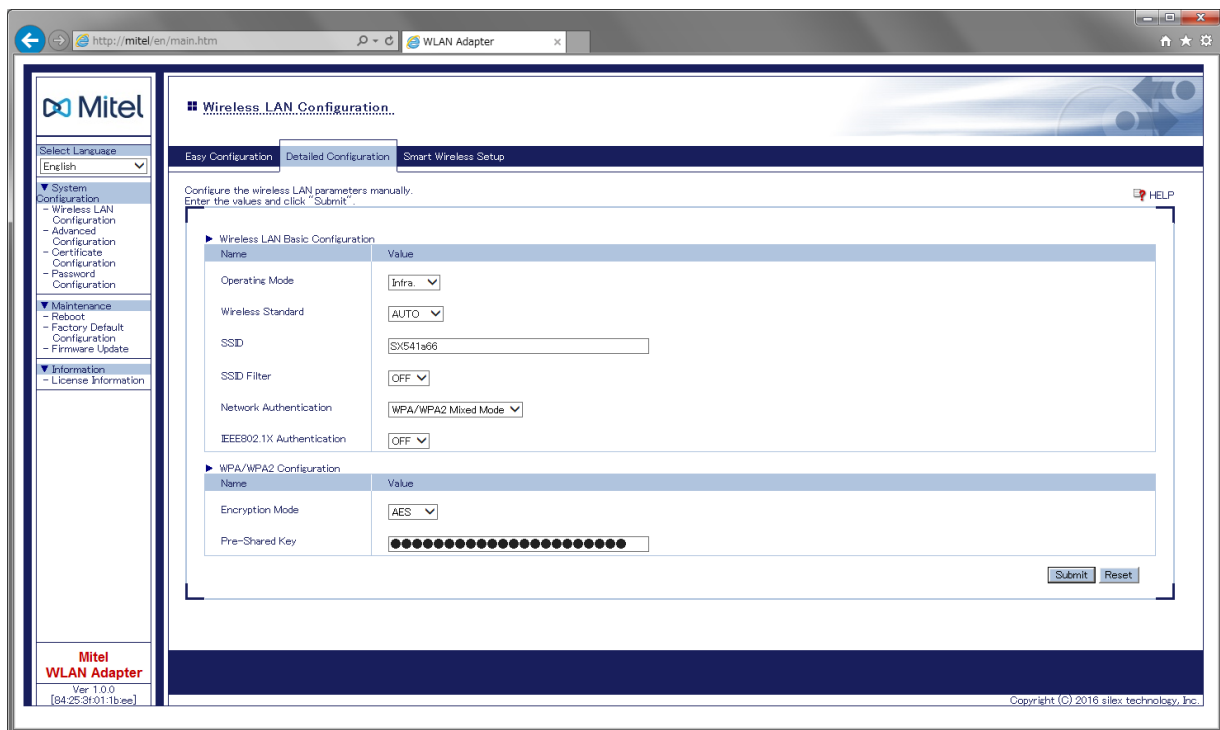 http://mitel/en/main.htm
WLAN Adapter
Mitel
Wireless LAN Configuration
Select Language
English
Easy Configuration
Detailed Configuration
Smart Wireless Setup
▼ System
Configuration
- Wireless LAN
Configuration
- Advanced
Configuration
- Certificate
Configuration
- Password
Configuration
▼ Maintenance
- Reboot
- Factory Default
Configuration
- Firmware Update
▼ Information
- License Information
Configure the wireless LAN parameters manually.
Enter the values and click "Submit".
HELP
Wireless LAN Basic Configuration
Name Value
Operating Mode Infra.
Wireless Standard AUTO
SSID SX541a66
SSID Filter OFF
Network Authentication WPA/WPA2 Mixed Mode
IEEE802.1X Authentication OFF
WPA/WPA2 Configuration
Name Value
Encryption Mode AES
Pre-Shared Key ●●●●●●●●●●●●●●●●●●●●●●
Submit Reset
Mitel
WLAN Adapter
Ver 1.0.0
[84:25:3f:01:1b:ee]
Copyright (C) 2016 silex technology, Inc.